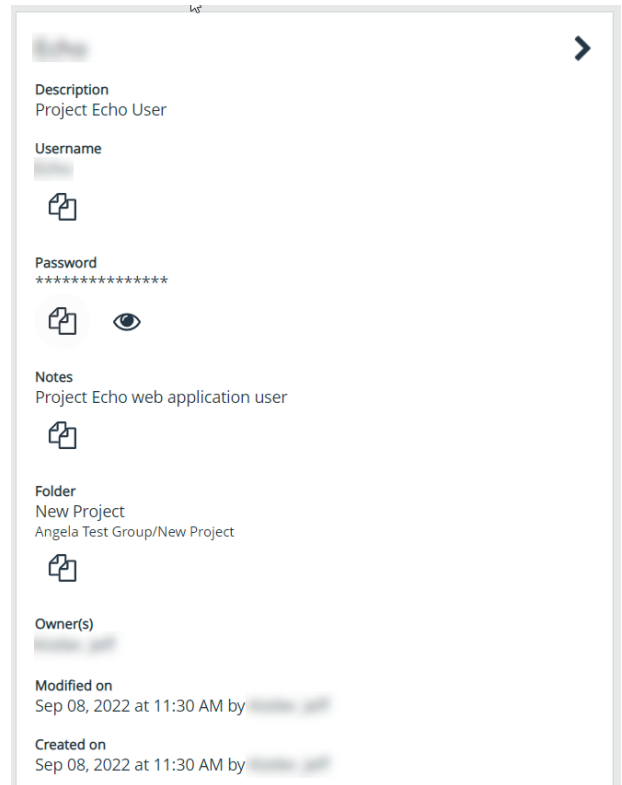 Description
Project Echo User
Username
Password
***************
Notes
Project Echo web application user
Folder
New Project
Angela Test Group/New Project
Owner(s)
Modified on
Sep 08, 2022 at 11:30 AM by
Created on
Sep 08, 2022 at 11:30 AM by